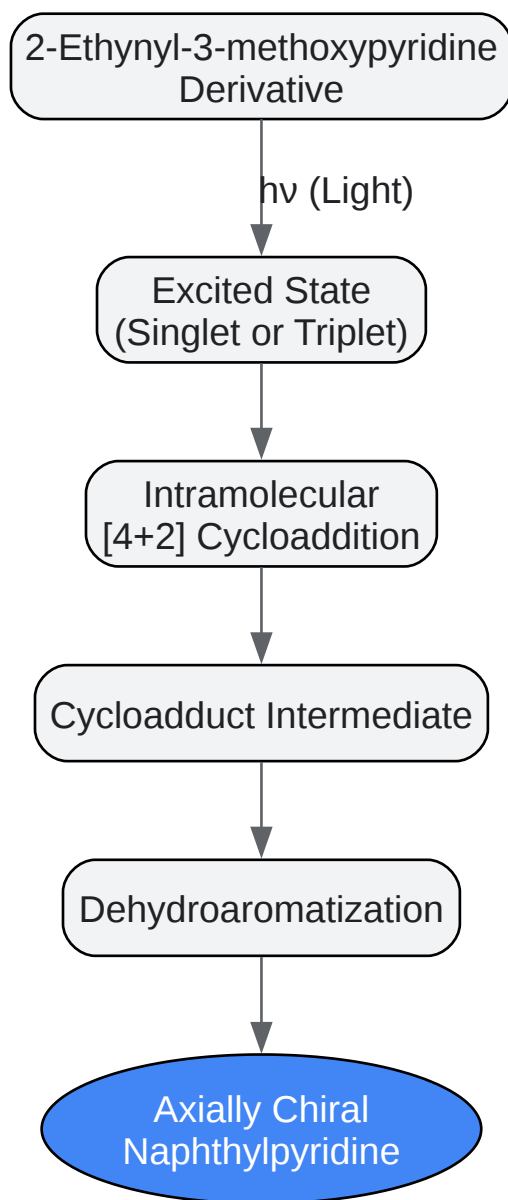 2-Ethynyl-3-methoxypyridine
Derivative
hν (Light)
Excited State
(Singlet or Triplet)
Intramolecular
[4+2] Cycloaddition
Cycloadduct Intermediate
Dehydroaromatization
Axially Chiral
Naphthylpyridine